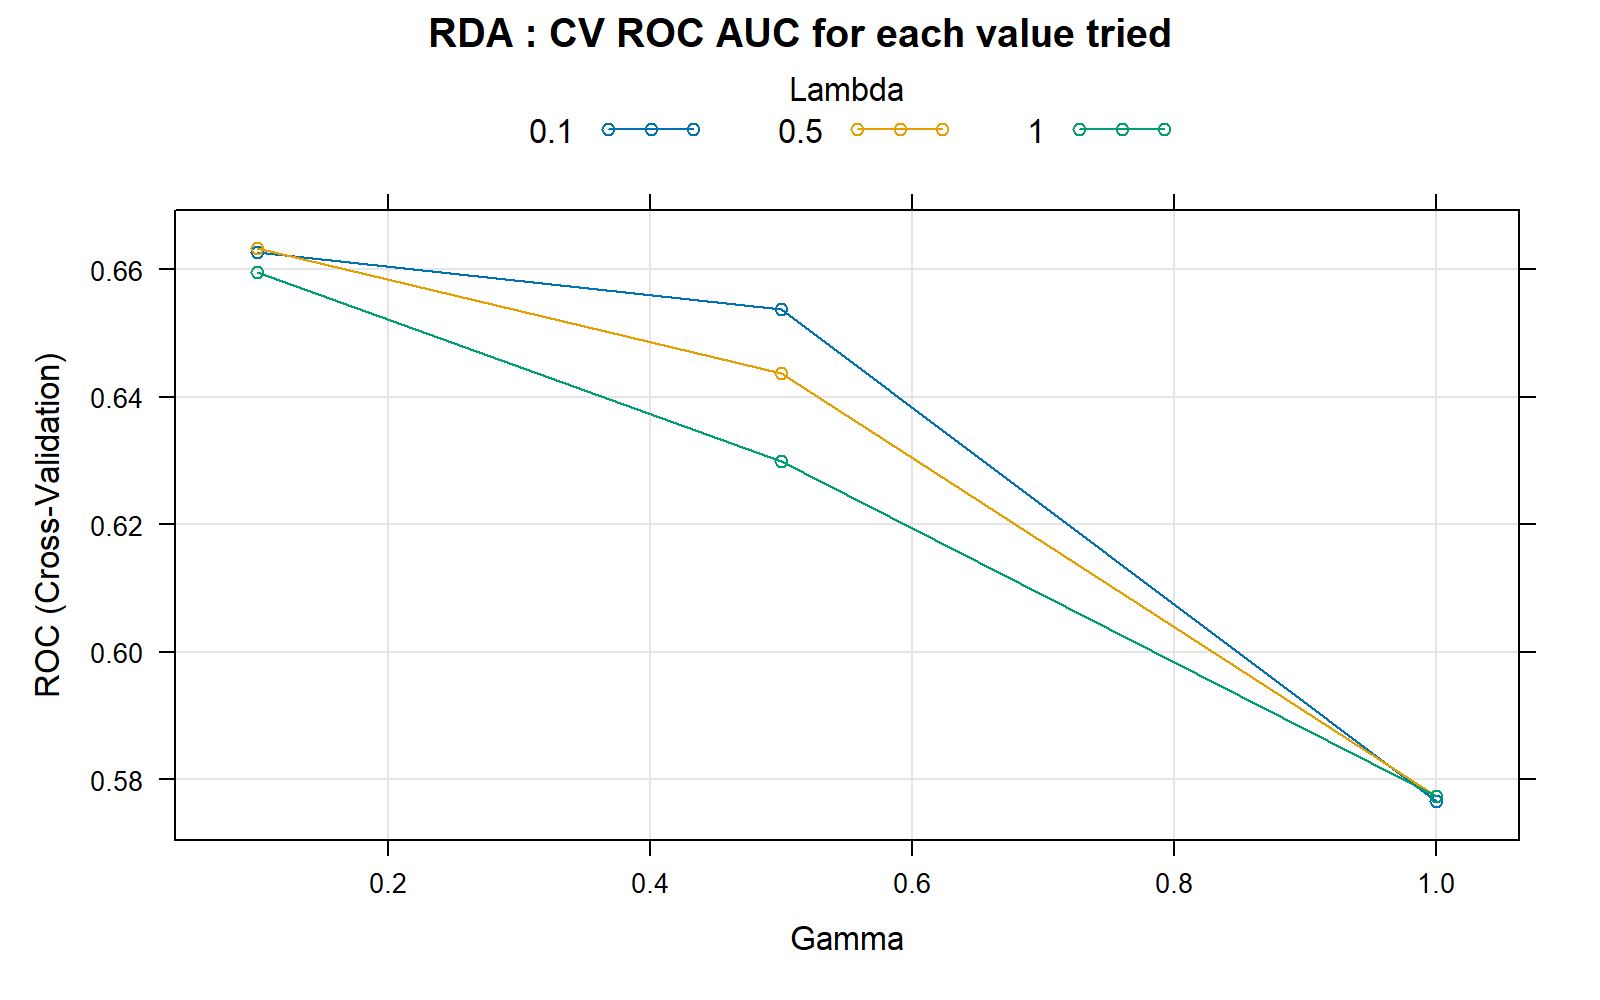 RDA : CV ROC AUC for each value tried
Lambda
0.1 0.5 1
ROC (Cross-Validation)
0.66
0.64
0.62
0.60
0.58
0.2 0.4 0.6 0.8 1.0
Gamma